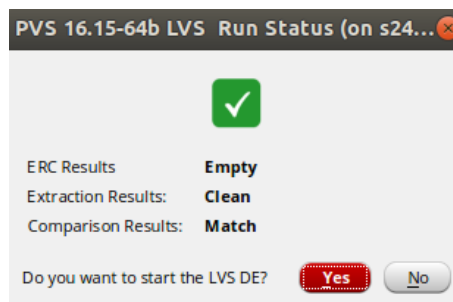 PVS 16.15-64b LVS Run Status (on s24...
ERC Results Empty
Extraction Results: Clean
Comparison Results: Match
Do you want to start the LVS DE? Yes No